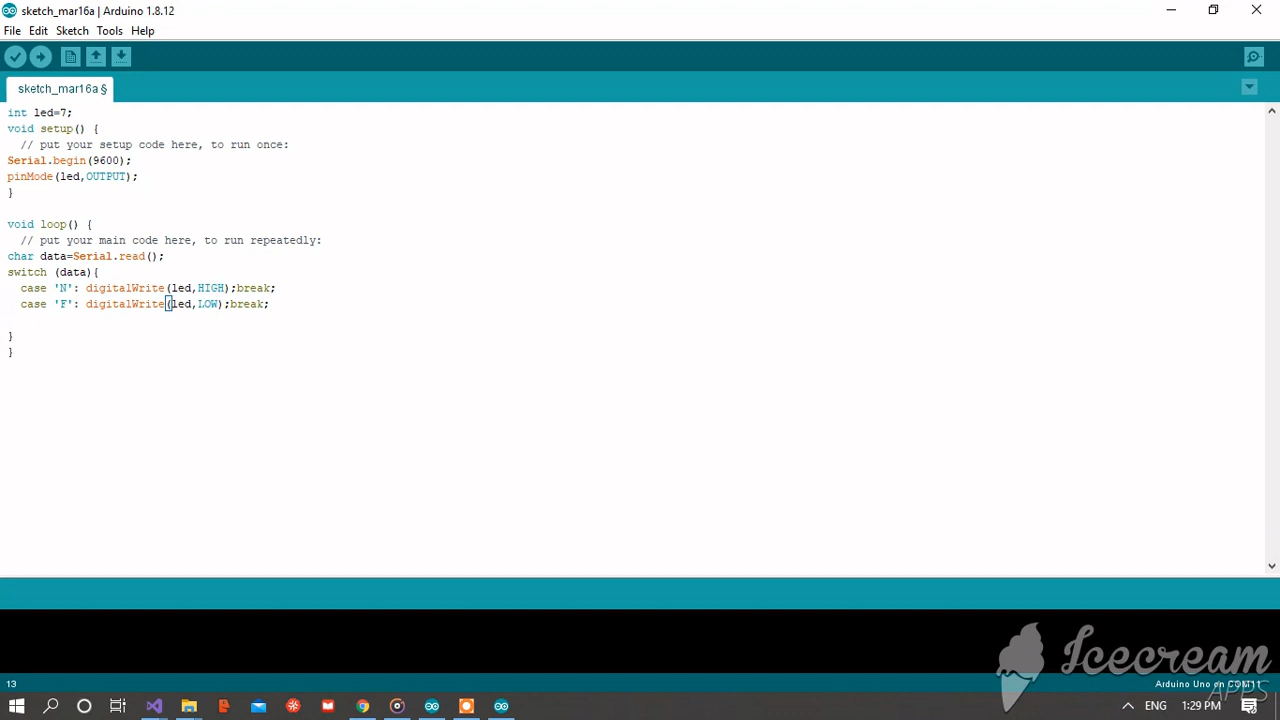 sketch_mar16a | Arduino 1.8.12
File Edit Sketch Tools Help
sketch_mar16a §
int led=7;
void setup() {
  // put your setup code here, to run once:
Serial.begin(9600);
pinMode(led,OUTPUT);
}
void loop() {
  // put your main code here, to run repeatedly:
char data=Serial.read();
switch (data){
  case 'N': digitalWrite(led,HIGH);break;
  case 'F': digitalWrite(led,LOW);break;
}
}
Icecream
APPS
13
Arduino Uno on COM11
ENG 1:29 PM